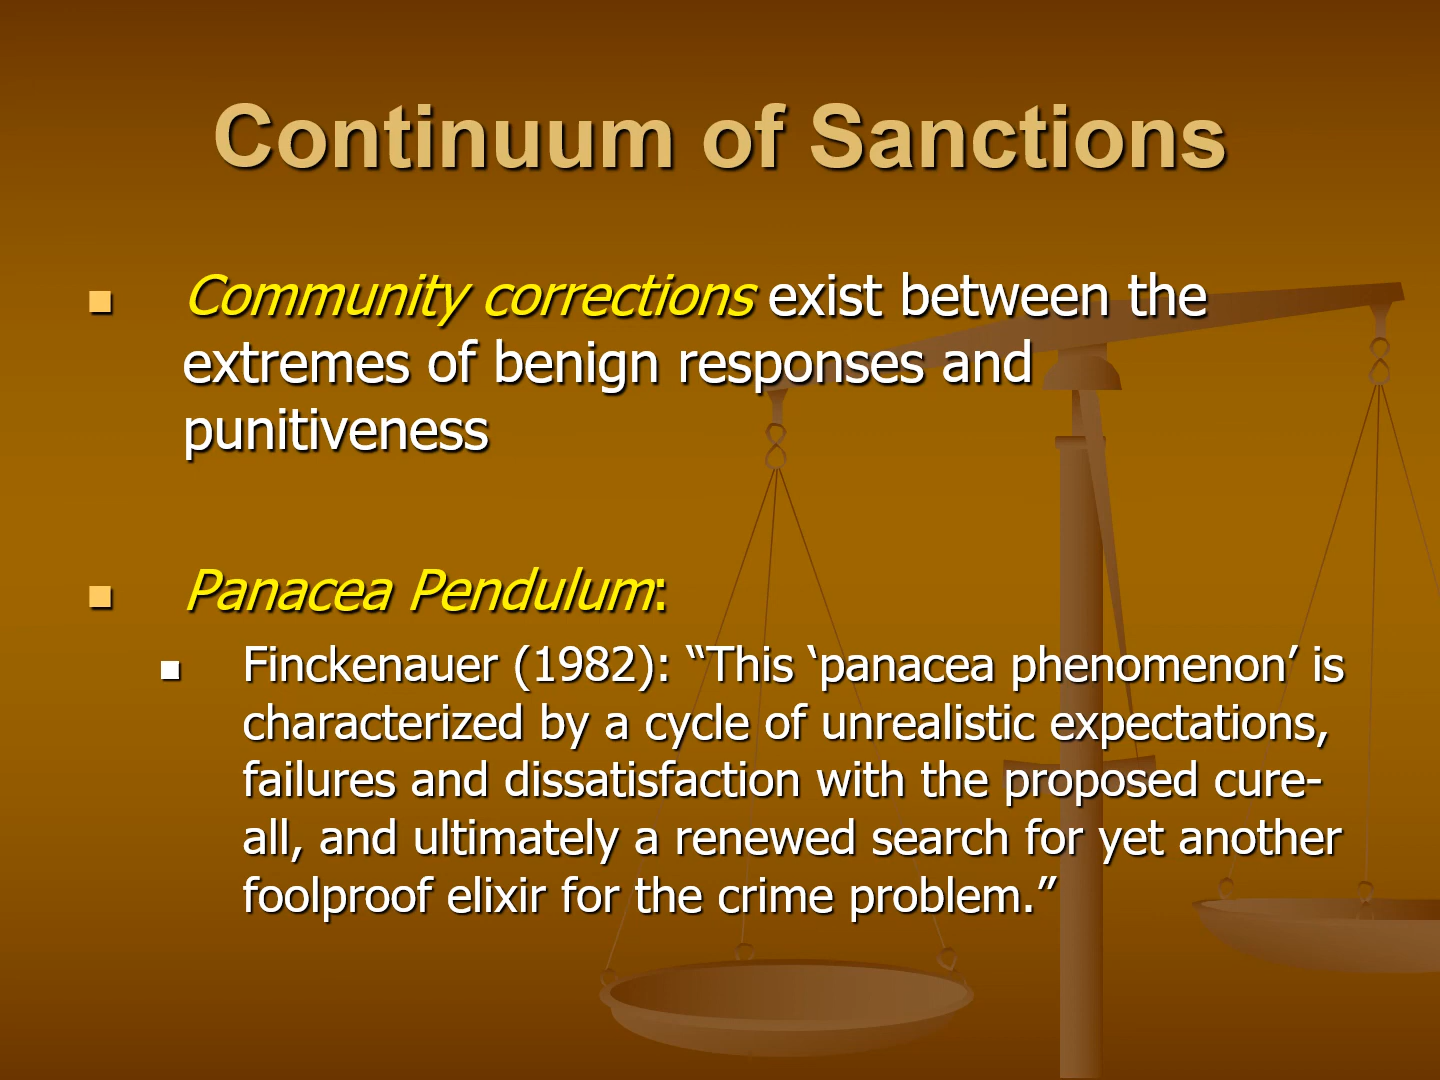 Continuum of Sanctions
Community corrections exist between the
extremes of benign responses and
punitiveness
Panacea Pendulum:
Finckenauer (1982): “This ‘panacea phenomenon’ is
characterized by a cycle of unrealistic expectations,
failures and dissatisfaction with the proposed cure-
all, and ultimately a renewed search for yet another
foolproof elixir for the crime problem.”